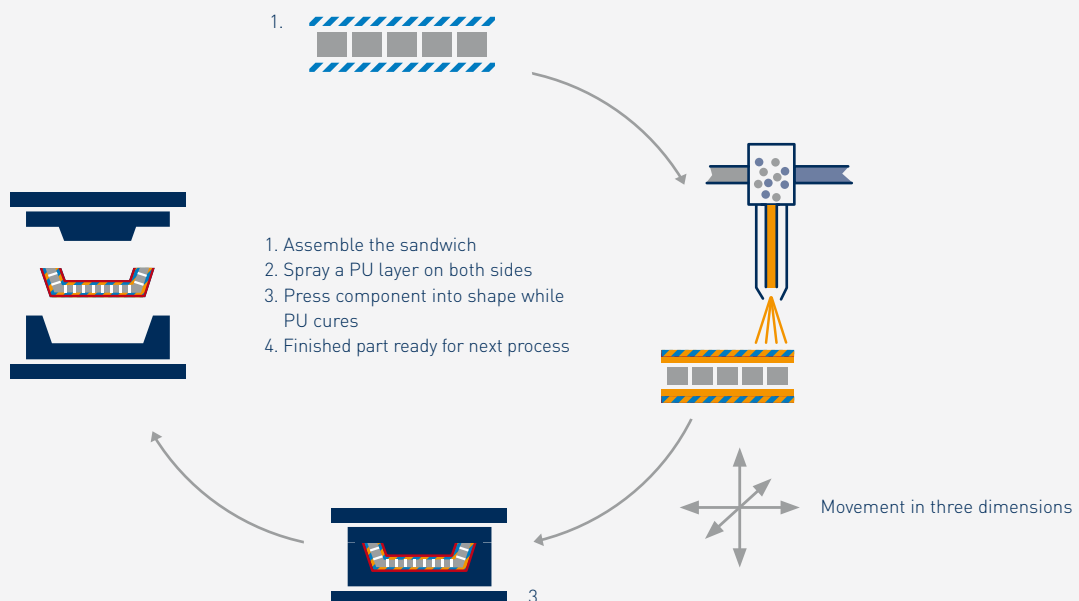 1.
1. Assemble the sandwich
2. Spray a PU layer on both sides
3. Press component into shape while
PU cures
4. Finished part ready for next process
Movement in three dimensions
3